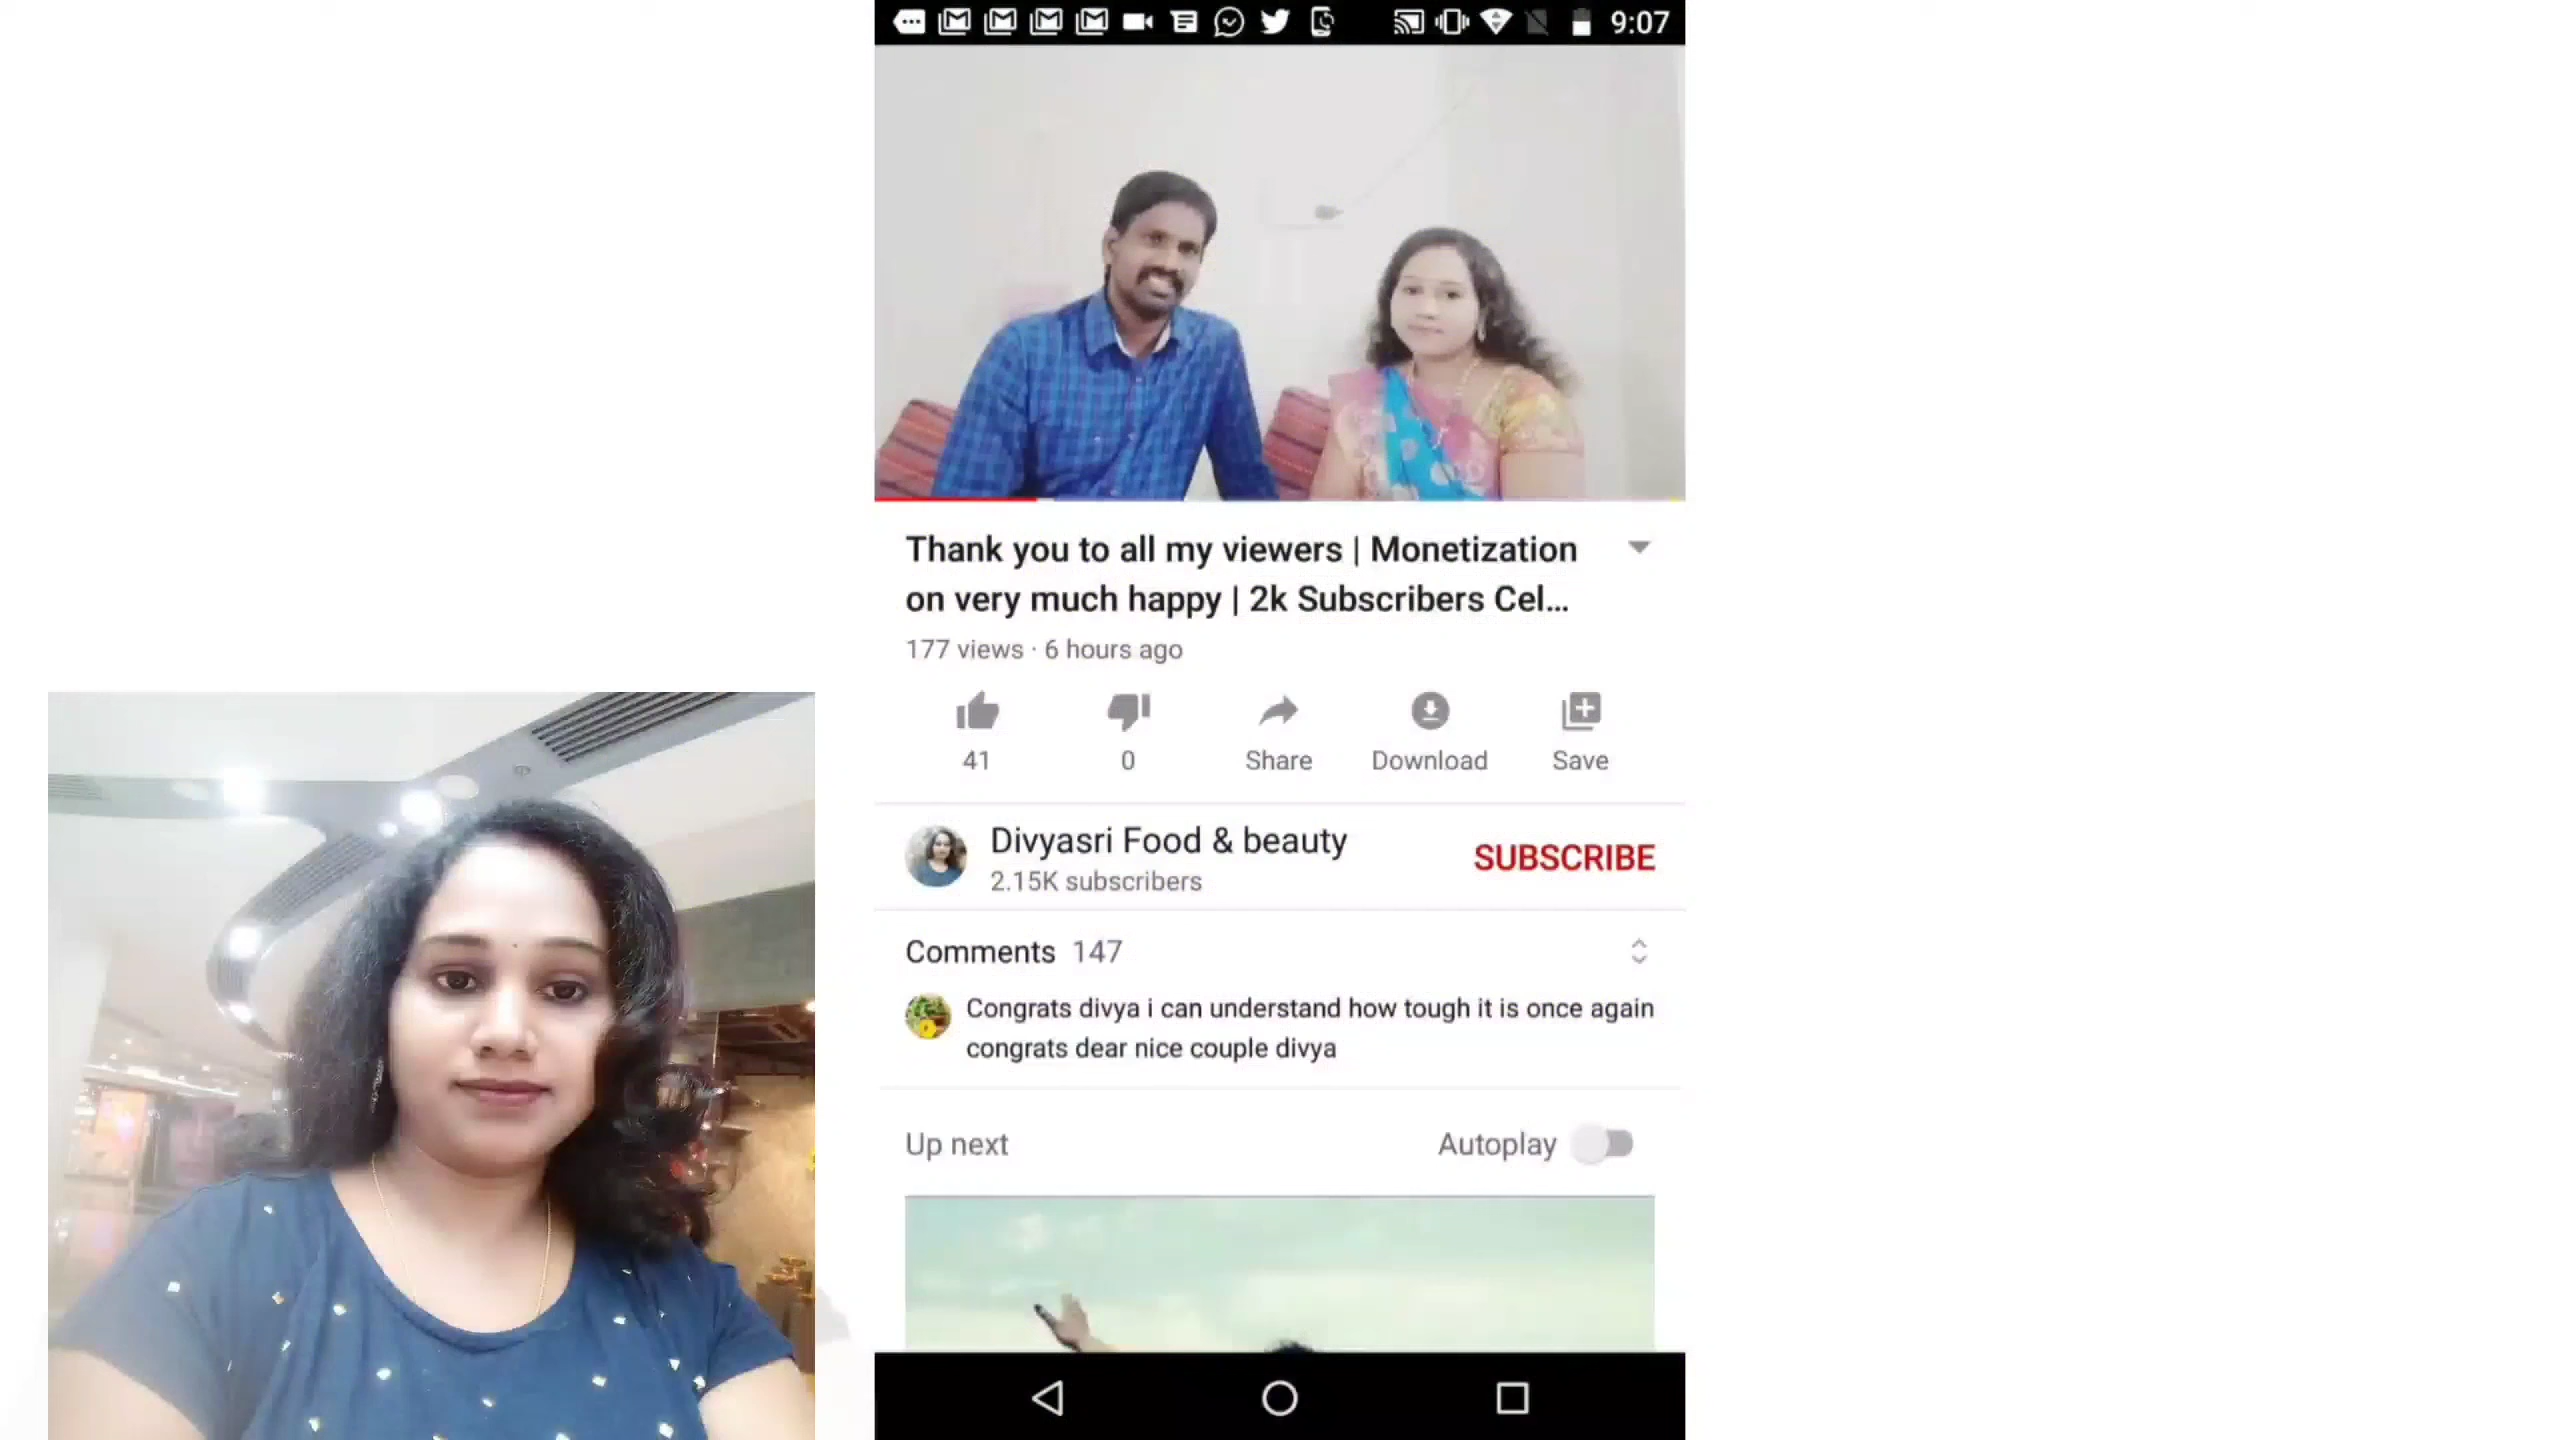 9:07
Thank you to all my viewers | Monetization
on very much happy | 2k Subscribers Cel...
177 views · 6 hours ago
41
0
Share
Download
Save
Divyasri Food & beauty
2.15K subscribers
SUBSCRIBE
Comments 147
Congrats divya i can understand how tough it is once again
congrats dear nice couple divya
Up next
Autoplay